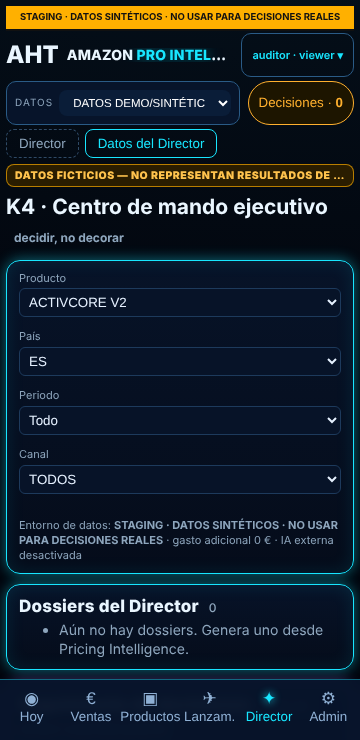 STAGING · DATOS SINTÉTICOS · NO USAR PARA DECISIONES REALES
AHT AMAZON PRO INTEL... auditor · viewer ▾
DATOS DATOS DEMO/SINTÉTIC Decisiones · 0
Director Datos del Director
DATOS FICTICIOS — NO REPRESENTAN RESULTADOS DE ...
K4 · Centro de mando ejecutivo
decidir, no decorar
Producto
ACTIVCORE V2
País
ES
Periodo
Todo
Canal
TODOS
Entorno de datos: STAGING · DATOS SINTÉTICOS · NO USAR
PARA DECISIONES REALES · gasto adicional 0 € · IA externa
desactivada
Dossiers del Director 0
• Aún no hay dossiers. Genera uno desde
Pricing Intelligence.
Hoy € Ventas Productos Lanzam. Director Admin